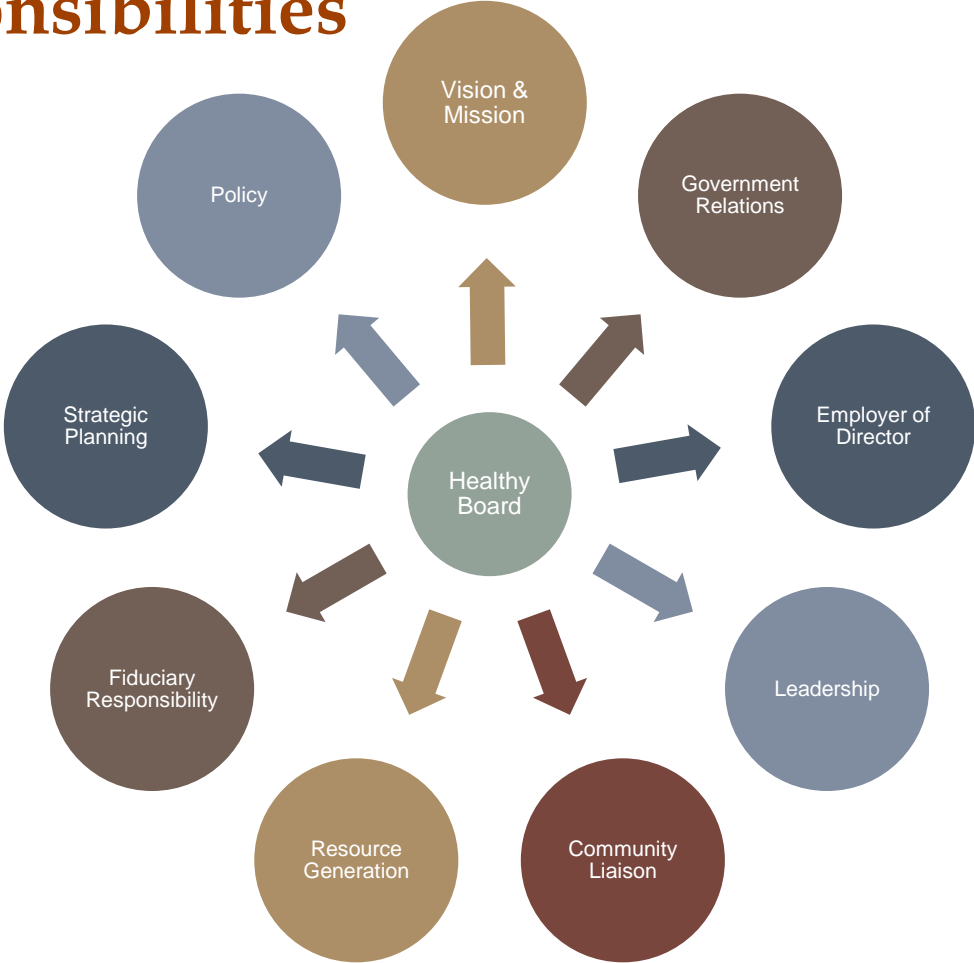 onsibilities
Vision &
Mission
Government
Relations
Employer of
Director
Leadership
Community
Liaison
Resource
Generation
Fiduciary
Responsibility
Strategic
Planning
Policy
Healthy
Board